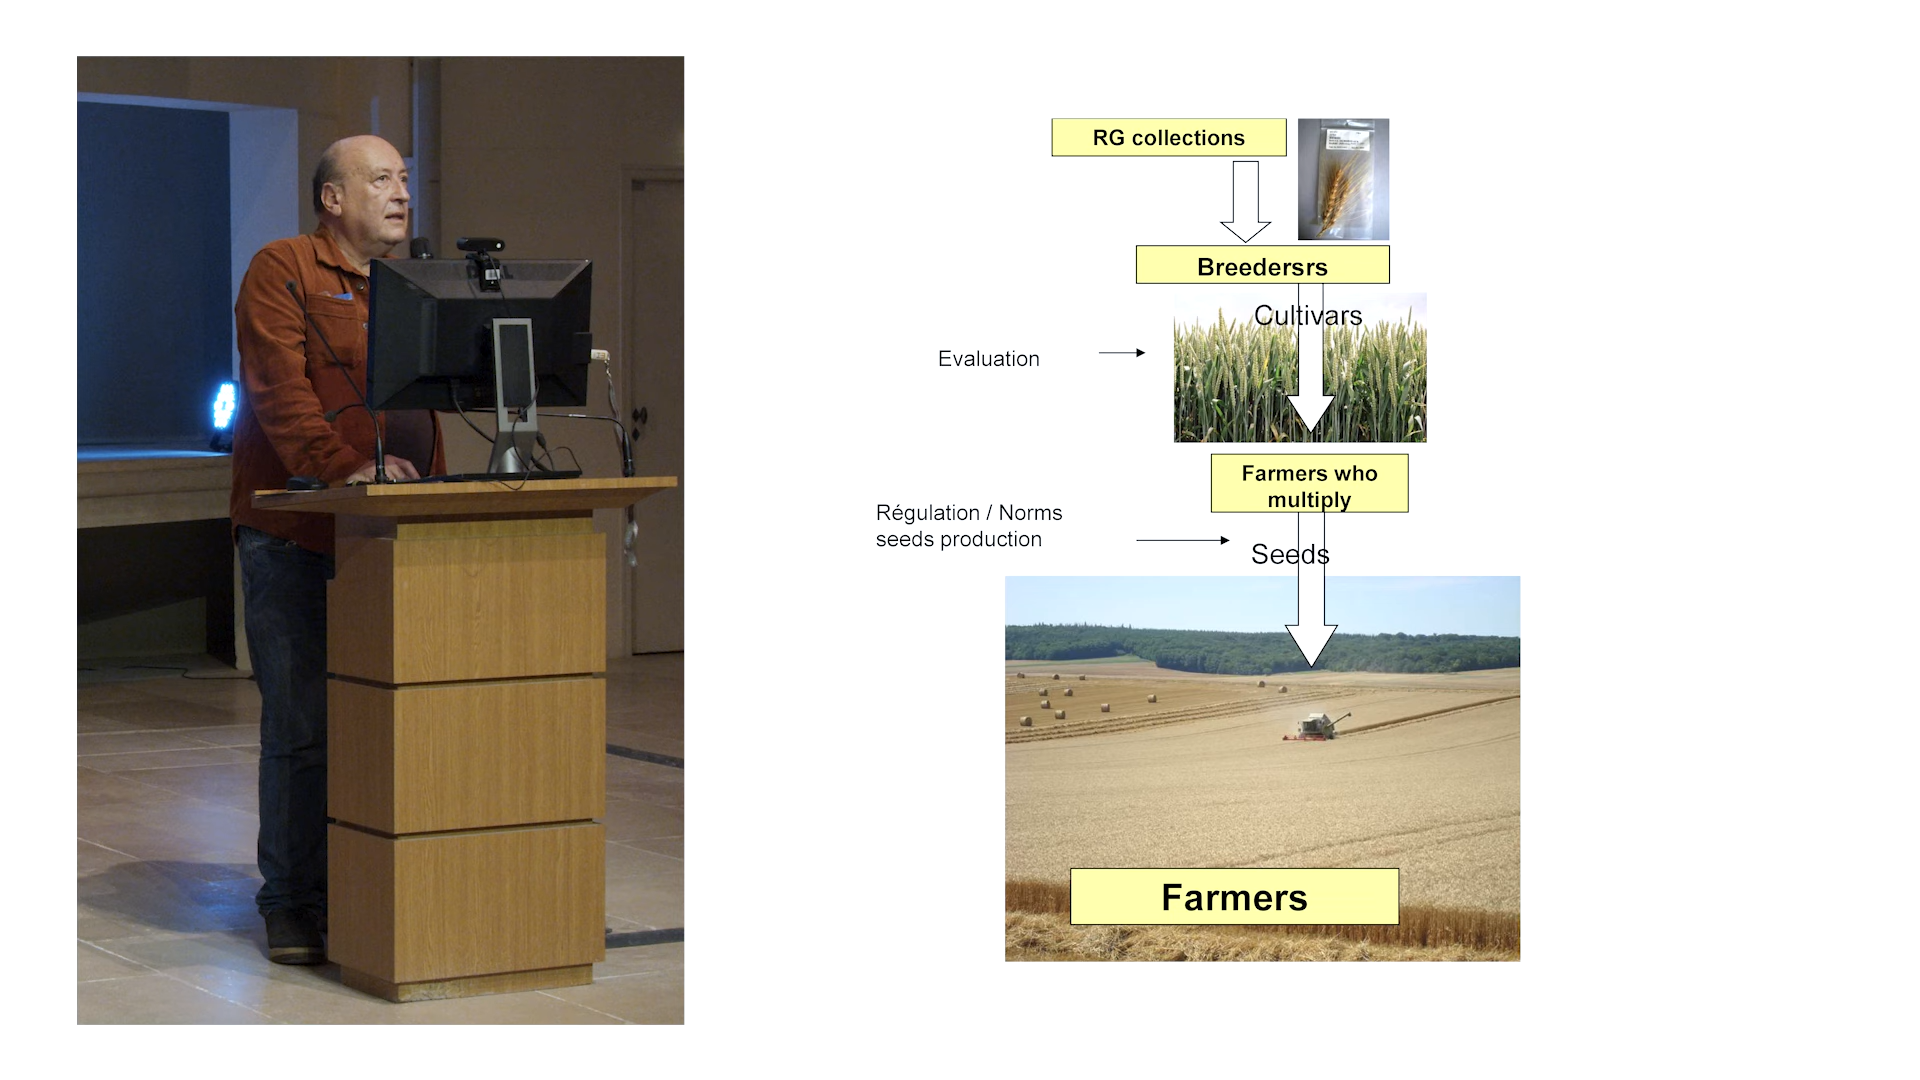 RG collections
Breedersrs
Cultivars
Evaluation
Farmers who
multiply
Régulation / Norms
seeds production
Seeds
Farmers